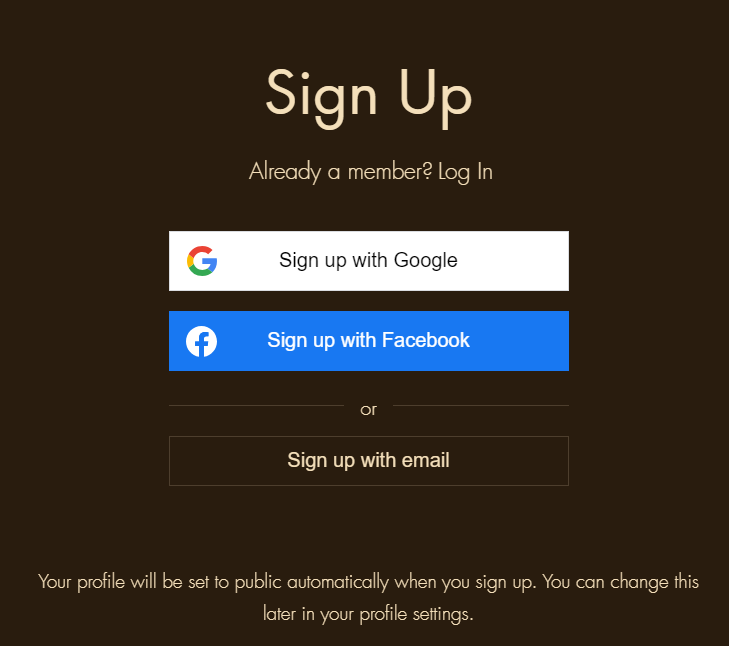 Sign Up
Already a member? Log In
Sign up with Google
Sign up with Facebook
or
Sign up with email
Your profile will be set to public automatically when you sign up. You can change this
later in your profile settings.